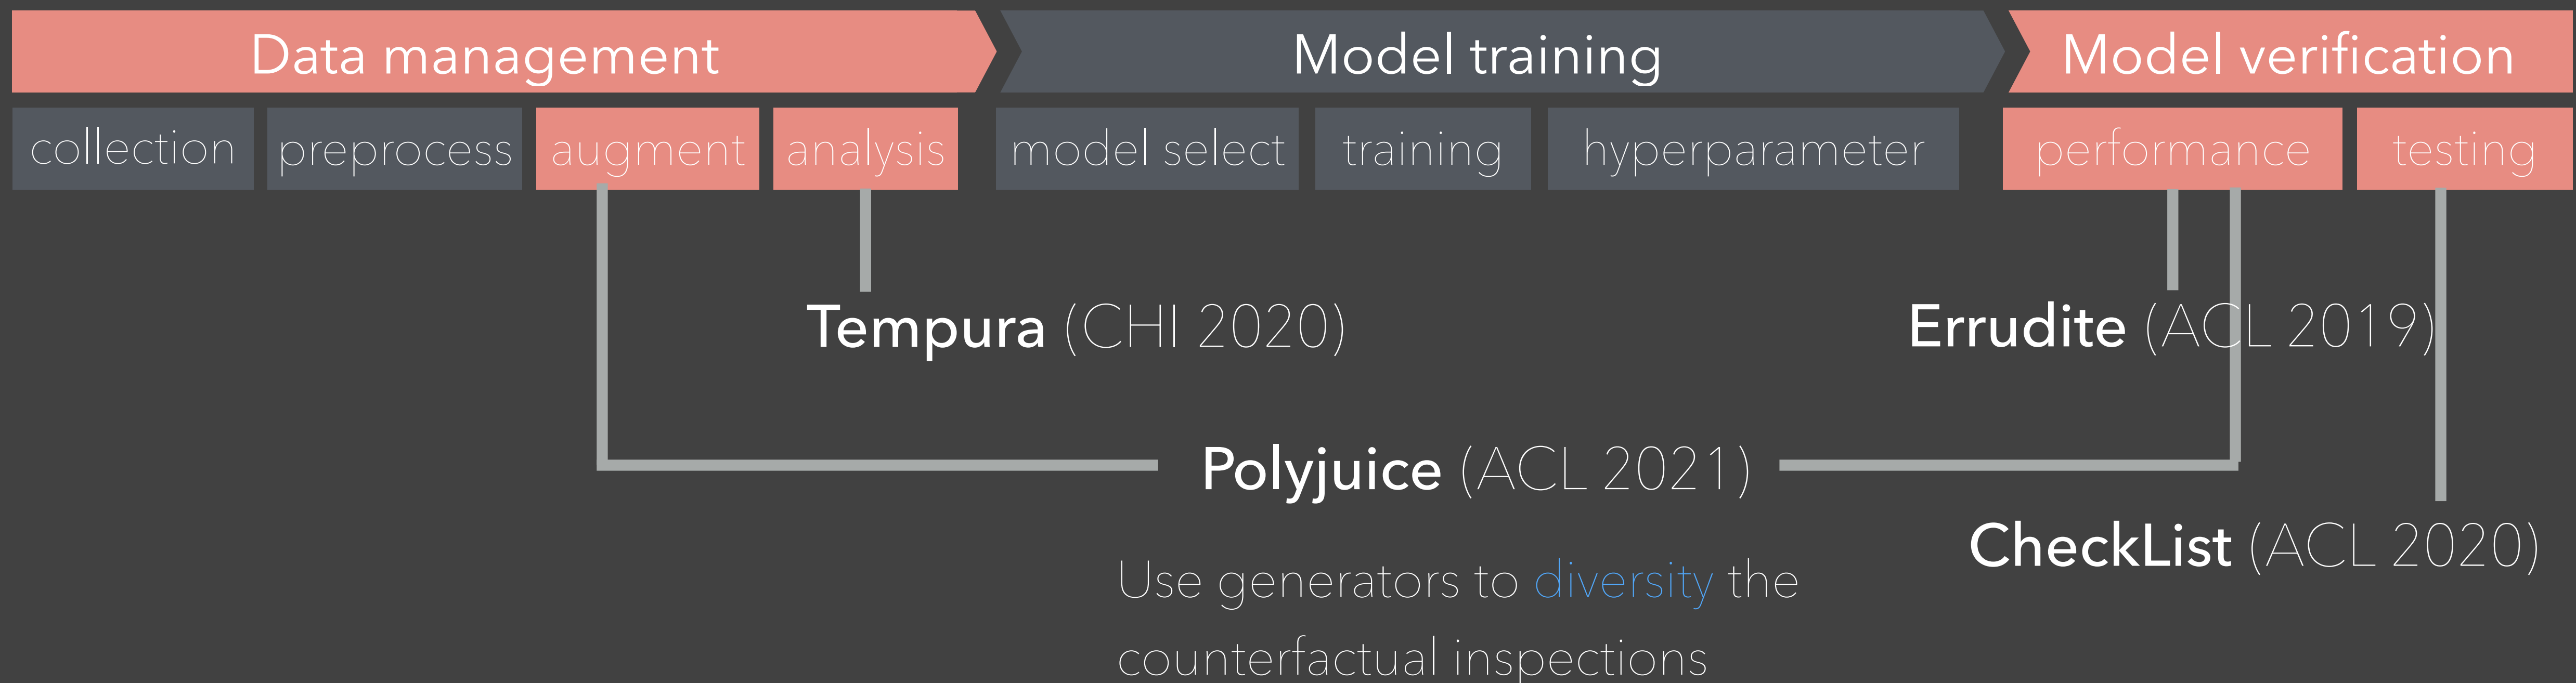 Data management
Model training
Model verification
collection
preprocess
augment
analysis
model select
training
hyperparameter
performance
testing
Tempura (CHI 2020)
Errudite (ACL 2019)
Polyjuice (ACL 2021)
CheckList (ACL 2020)
Use generators to diversity the
counterfactual inspections